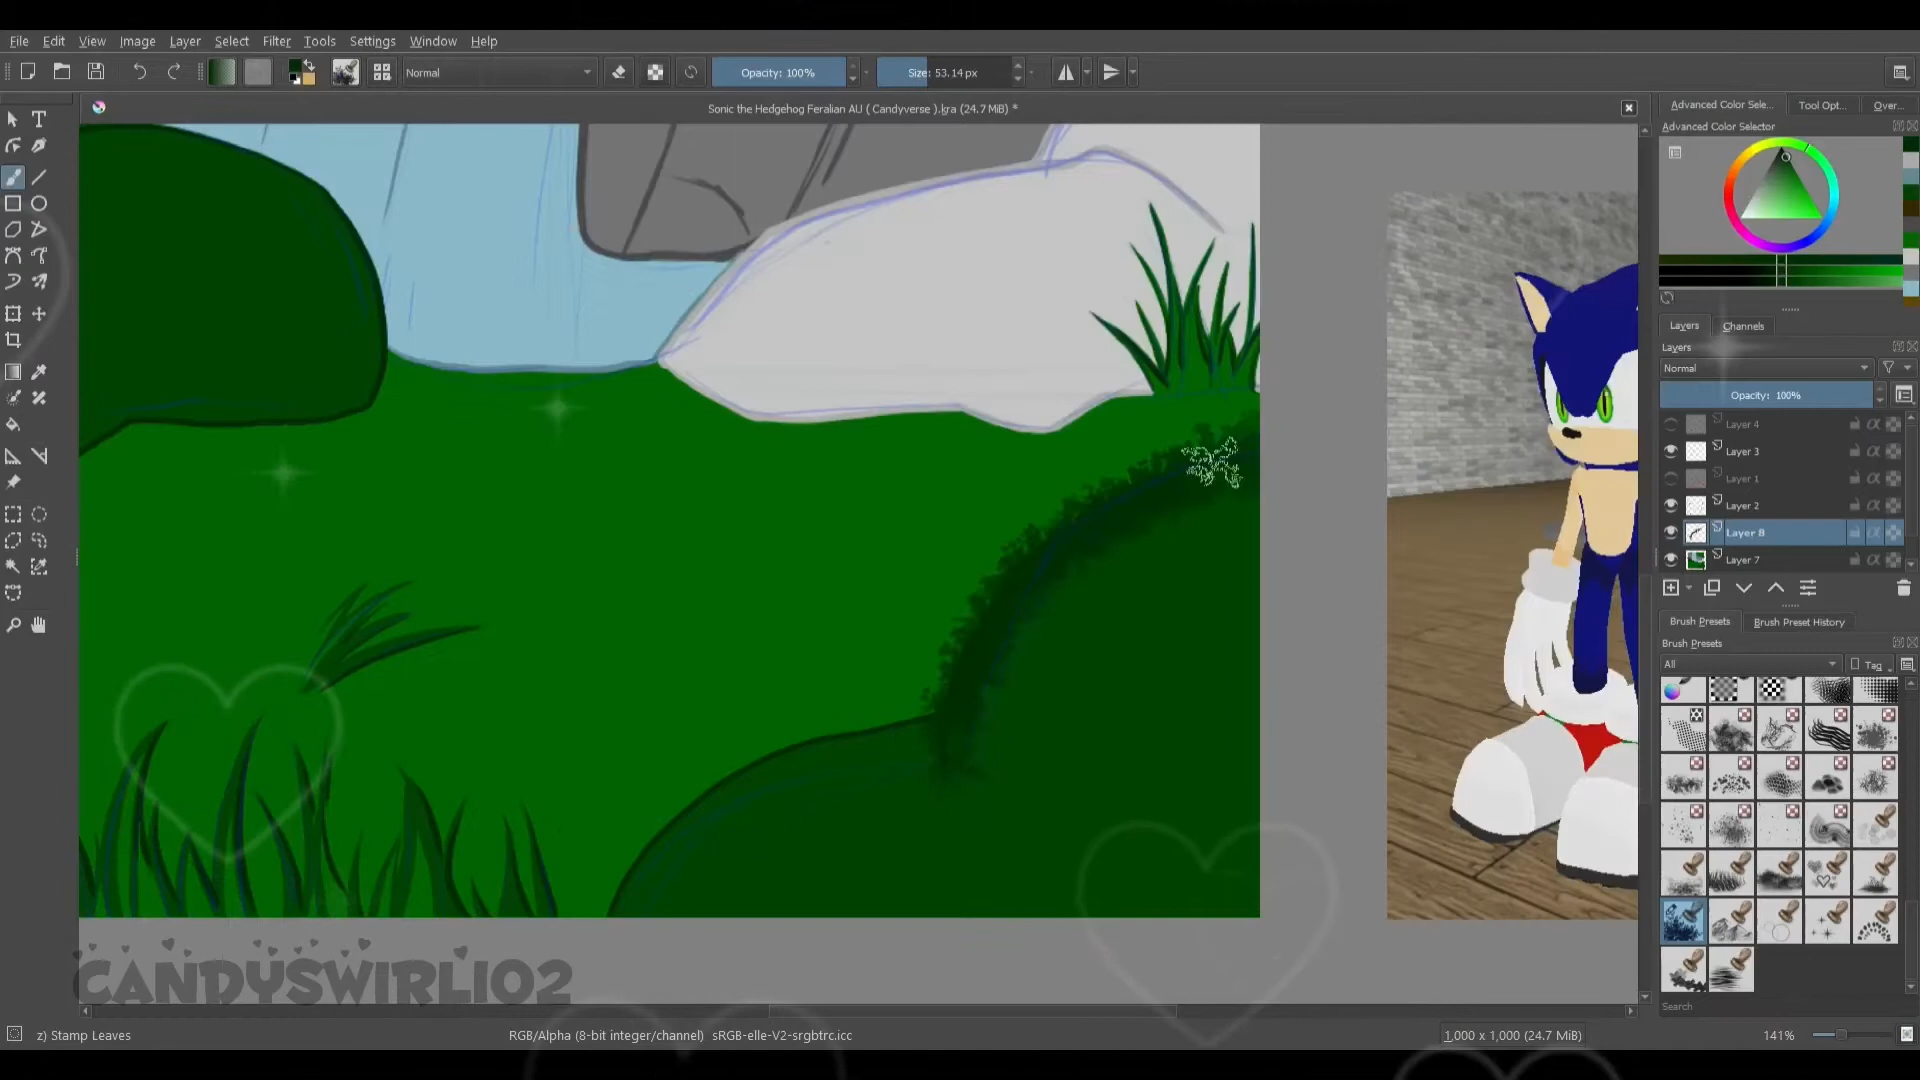 File Edit View Image Layer Select Filter Tools Settings Window Help
Normal
Opacity: 100%
Size: 53.14 px
Sonic the Hedgehog Feralian AU ( Candyverse ).kra (24.7 MiB) *
Advanced Color Sele...
Tool Opt...
Over...
Advanced Color Selector
Layers
Channels
Layers
Normal
Opacity: 100%
Layer 4
Layer 3
Layer 1
Layer 2
Layer 8
Layer 7
Brush Presets
Brush Preset History
Brush Presets
All
Tag
Search
CANDYSWIRL102
z) Stamp Leaves
RGB/Alpha (8-bit integer/channel) sRGB-elle-V2-srgbtrc.icc
1,000 x 1,000 (24.7 MiB)
141%